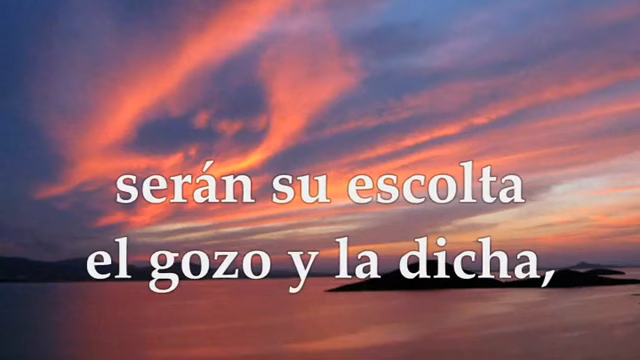 serán su escolta
el gozo y la dicha,